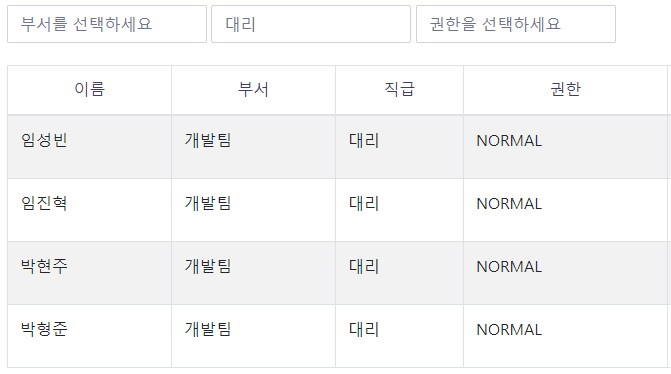 부서를 선택하세요 대리 권한을 선택하세요
이름 부서 직급 권한
임성빈 개발팀 대리 NORMAL
임진혁 개발팀 대리 NORMAL
박현주 개발팀 대리 NORMAL
박형준 개발팀 대리 NORMAL